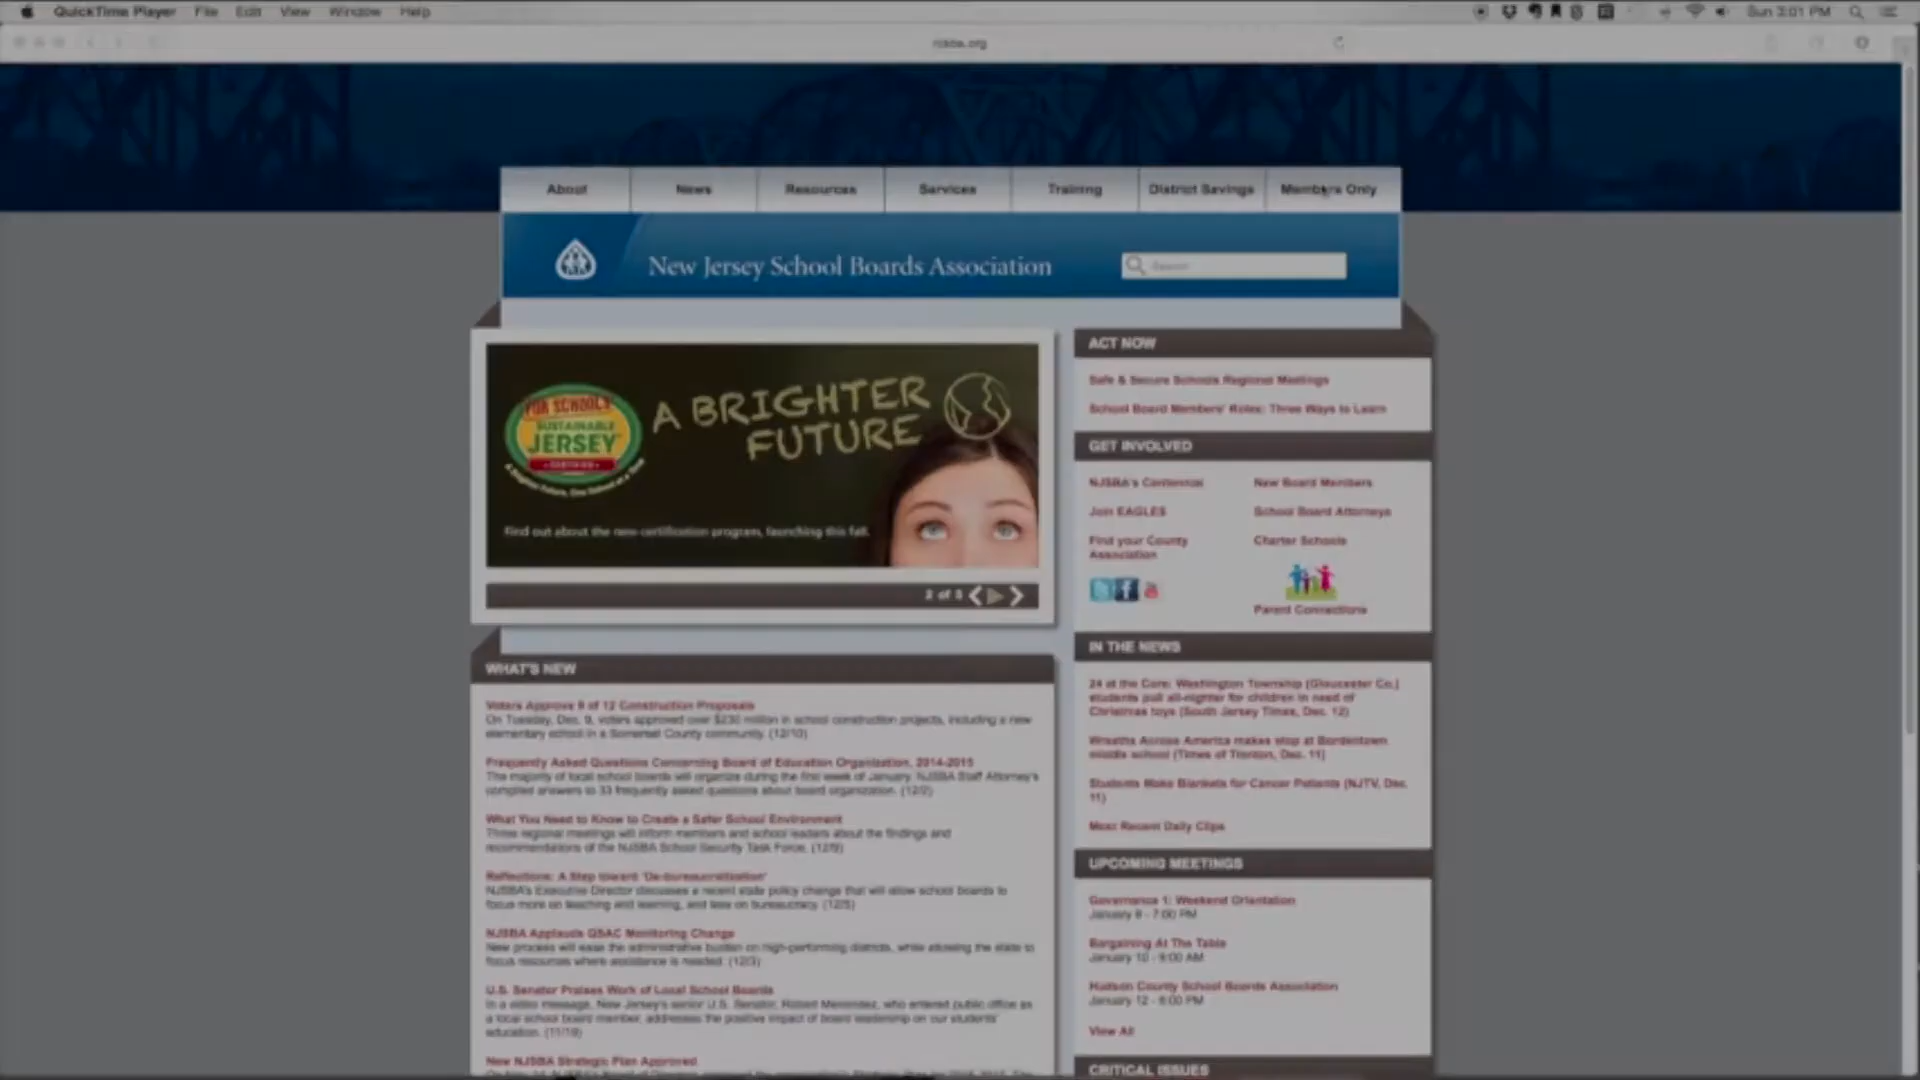 QuickTime Player File Edit View Window Help
Sun 3:01 PM
njsba.org
About News Resources Services Training District Savings Members Only
New Jersey School Boards Association
Search
FOR SCHOOLS
SUSTAINABLE
JERSEY
CERTIFIED
A Brighter Future, One School at a Time
A BRIGHTER
FUTURE
Find out about the new certification program, launching this fall.
2 of 5
WHAT'S NEW
Voters Approve 9 of 12 Construction Proposals
On Tuesday, Dec. 9, voters approved over $230 million in school construction projects, including a new
elementary school in a Somerset County community. (12/10)
Frequently Asked Questions Concerning Board of Education Organization, 2014-2015
The majority of local school boards will organize during the first week of January. NJSBA Staff Attorney's
compiled answers to 33 frequently asked questions about board organization. (12/2)
What You Need to Know to Create a Safer School Environment
Three regional meetings will inform members and school leaders about the findings and
recommendations of the NJSBA School Security Task Force. (12/9)
Reflections: A Step toward 'De-bureaucratization'
NJSBA's Executive Director discusses a recent state policy change that will allow school boards to
focus more on teaching and learning, and less on bureaucracy. (12/5)
NJSBA Applauds QSAC Monitoring Change
New process will ease the administrative burden on high-performing districts, while allowing the state to
focus resources where assistance is needed. (12/3)
U.S. Senator Praises Work of Local School Boards
In a video message, New Jersey's senior U.S. Senator, Robert Menendez, who entered public office as
a local school board member, addresses the positive impact of board leadership on our students'
education. (11/19)
New NJSBA Strategic Plan Approved
ACT NOW
Safe & Secure Schools Regional Meetings
School Board Members' Roles: Three Ways to Learn
GET INVOLVED
NJSBA's Centennial New Board Members
Join EAGLES School Board Attorneys
Find your County Charter Schools
Association
Parent Connections
IN THE NEWS
24 at the Core: Washington Township (Gloucester Co.)
students pull all-nighter for children in need of
Christmas toys (South Jersey Times, Dec. 12)
Wreaths Across America makes stop at Bordentown
middle school (Times of Trenton, Dec. 11)
Students Make Blankets for Cancer Patients (NJTV, Dec.
11)
Most Recent Daily Clips
UPCOMING MEETINGS
Governance 1: Weekend Orientation
January 9 - 7:00 PM
Bargaining At The Table
January 10 - 9:00 AM
Hudson County School Boards Association
January 12 - 6:00 PM
View All
CRITICAL ISSUES